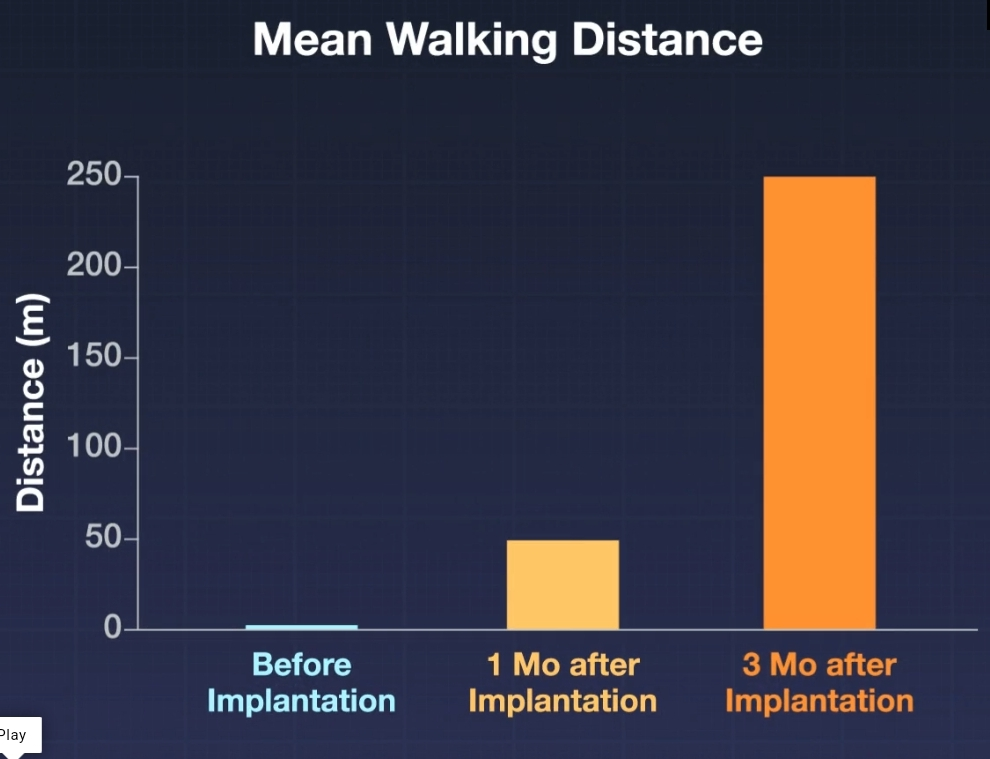 Mean Walking Distance
250
200
150
100
50
0
Distance (m)
Before
Implantation
1 Mo after
Implantation
3 Mo after
Implantation
Play